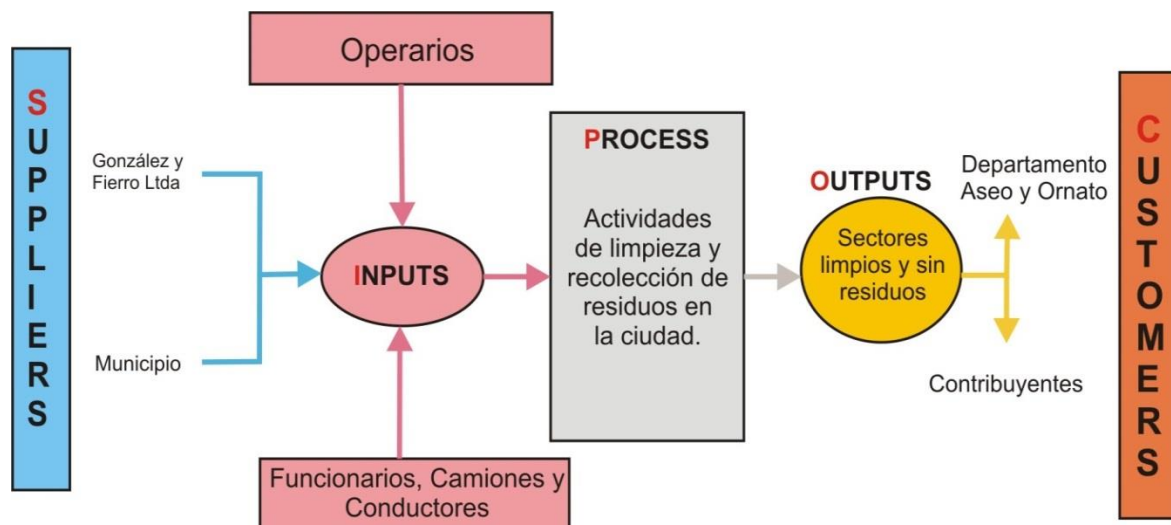 SUPPLIERS
González y
Fierro Ltda
Municipio
Operarios
INPUTS
Funcionarios, Camiones y
Conductores
PROCESS
Actividades
de limpieza y
recolección de
residuos en
la ciudad.
OUTPUTS
Sectores
limpios y sin
residuos
Departamento
Aseo y Ornato
Contribuyentes
CUSTOMERS